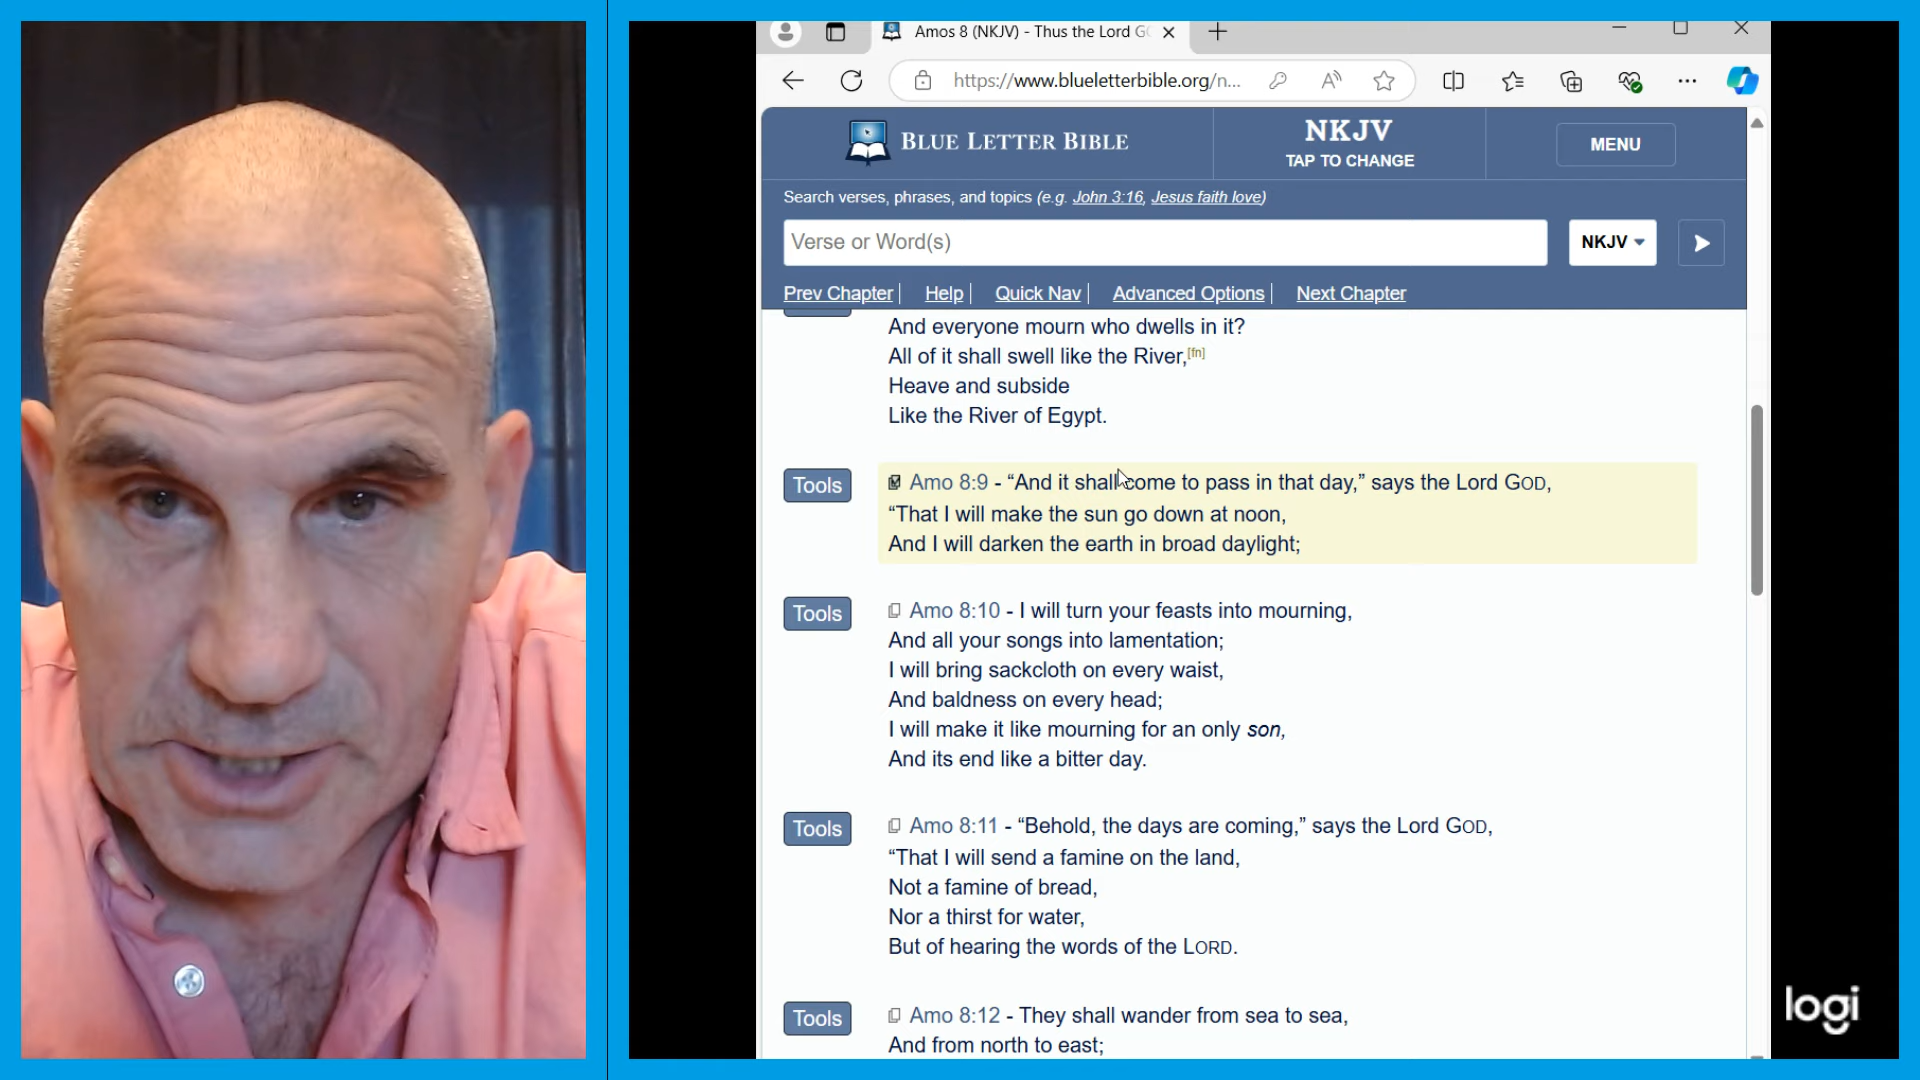 Amos 8 (NKJV) - Thus the Lord G
https://www.blueletterbible.org/n...
BLUE LETTER BIBLE
NKJV
TAP TO CHANGE
MENU
Search verses, phrases, and topics (e.g. John 3:16, Jesus faith love)
Verse or Word(s)
NKJV
Prev Chapter | Help | Quick Nav | Advanced Options | Next Chapter
And everyone mourn who dwells in it?
All of it shall swell like the River,[fn]
Heave and subside
Like the River of Egypt.
Tools
Amo 8:9 - “And it shall come to pass in that day,” says the Lord GOD,
“That I will make the sun go down at noon,
And I will darken the earth in broad daylight;
Tools
Amo 8:10 - I will turn your feasts into mourning,
And all your songs into lamentation;
I will bring sackcloth on every waist,
And baldness on every head;
I will make it like mourning for an only son,
And its end like a bitter day.
Tools
Amo 8:11 - “Behold, the days are coming,” says the Lord GOD,
“That I will send a famine on the land,
Not a famine of bread,
Nor a thirst for water,
But of hearing the words of the LORD.
Tools
Amo 8:12 - They shall wander from sea to sea,
And from north to east;
logi